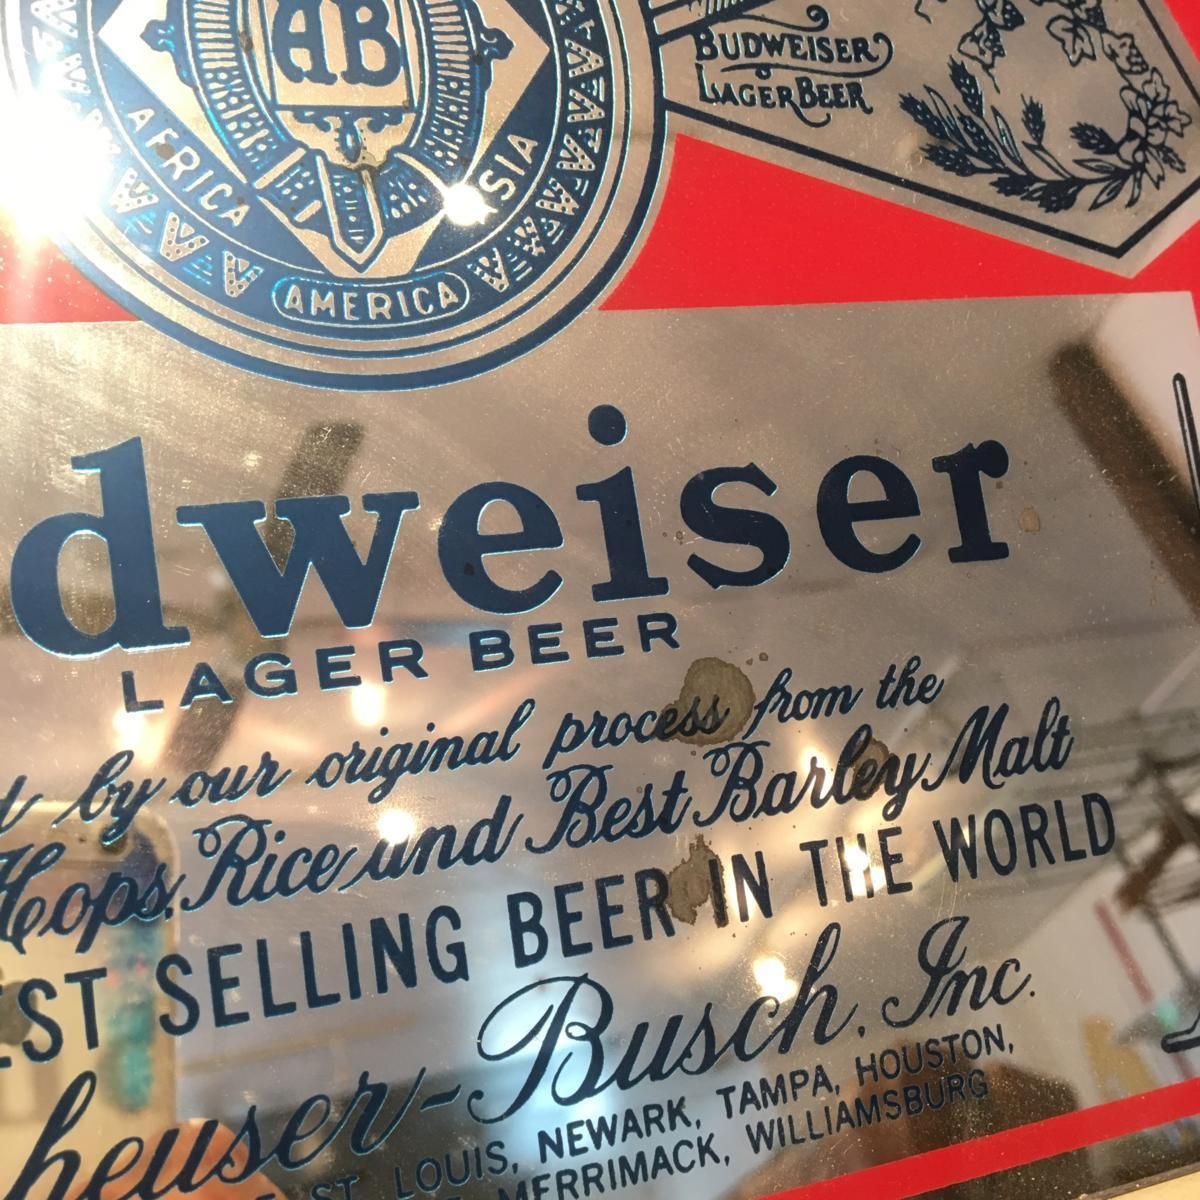 AB
AFRICA
ASIA
AMERICA
BUDWEISER
LAGER BEER
dweiser
LAGER BEER
by our original process from the
Hops, Rice and Best Barley Malt
EST SELLING BEER IN THE WORLD
heuser-Busch, Inc.
ST. LOUIS, NEWARK, TAMPA, HOUSTON,
MERRIMACK, WILLIAMSBURG